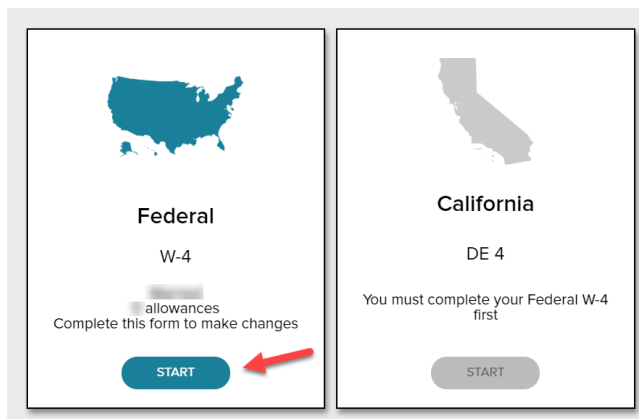 Federal
W-4
allowances
Complete this form to make changes
START
California
DE 4
You must complete your Federal W-4
first
START